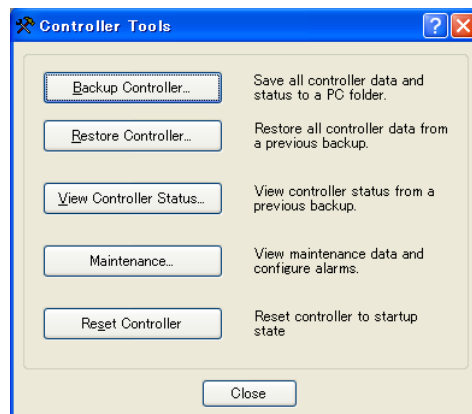 Controller Tools
Backup Controller...
Save all controller data and
status to a PC folder.
Restore Controller...
Restore all controller data from
a previous backup.
View Controller Status...
View controller status from a
previous backup.
Maintenance...
View maintenance data and
configure alarms.
Reset Controller
Reset controller to startup
state
Close